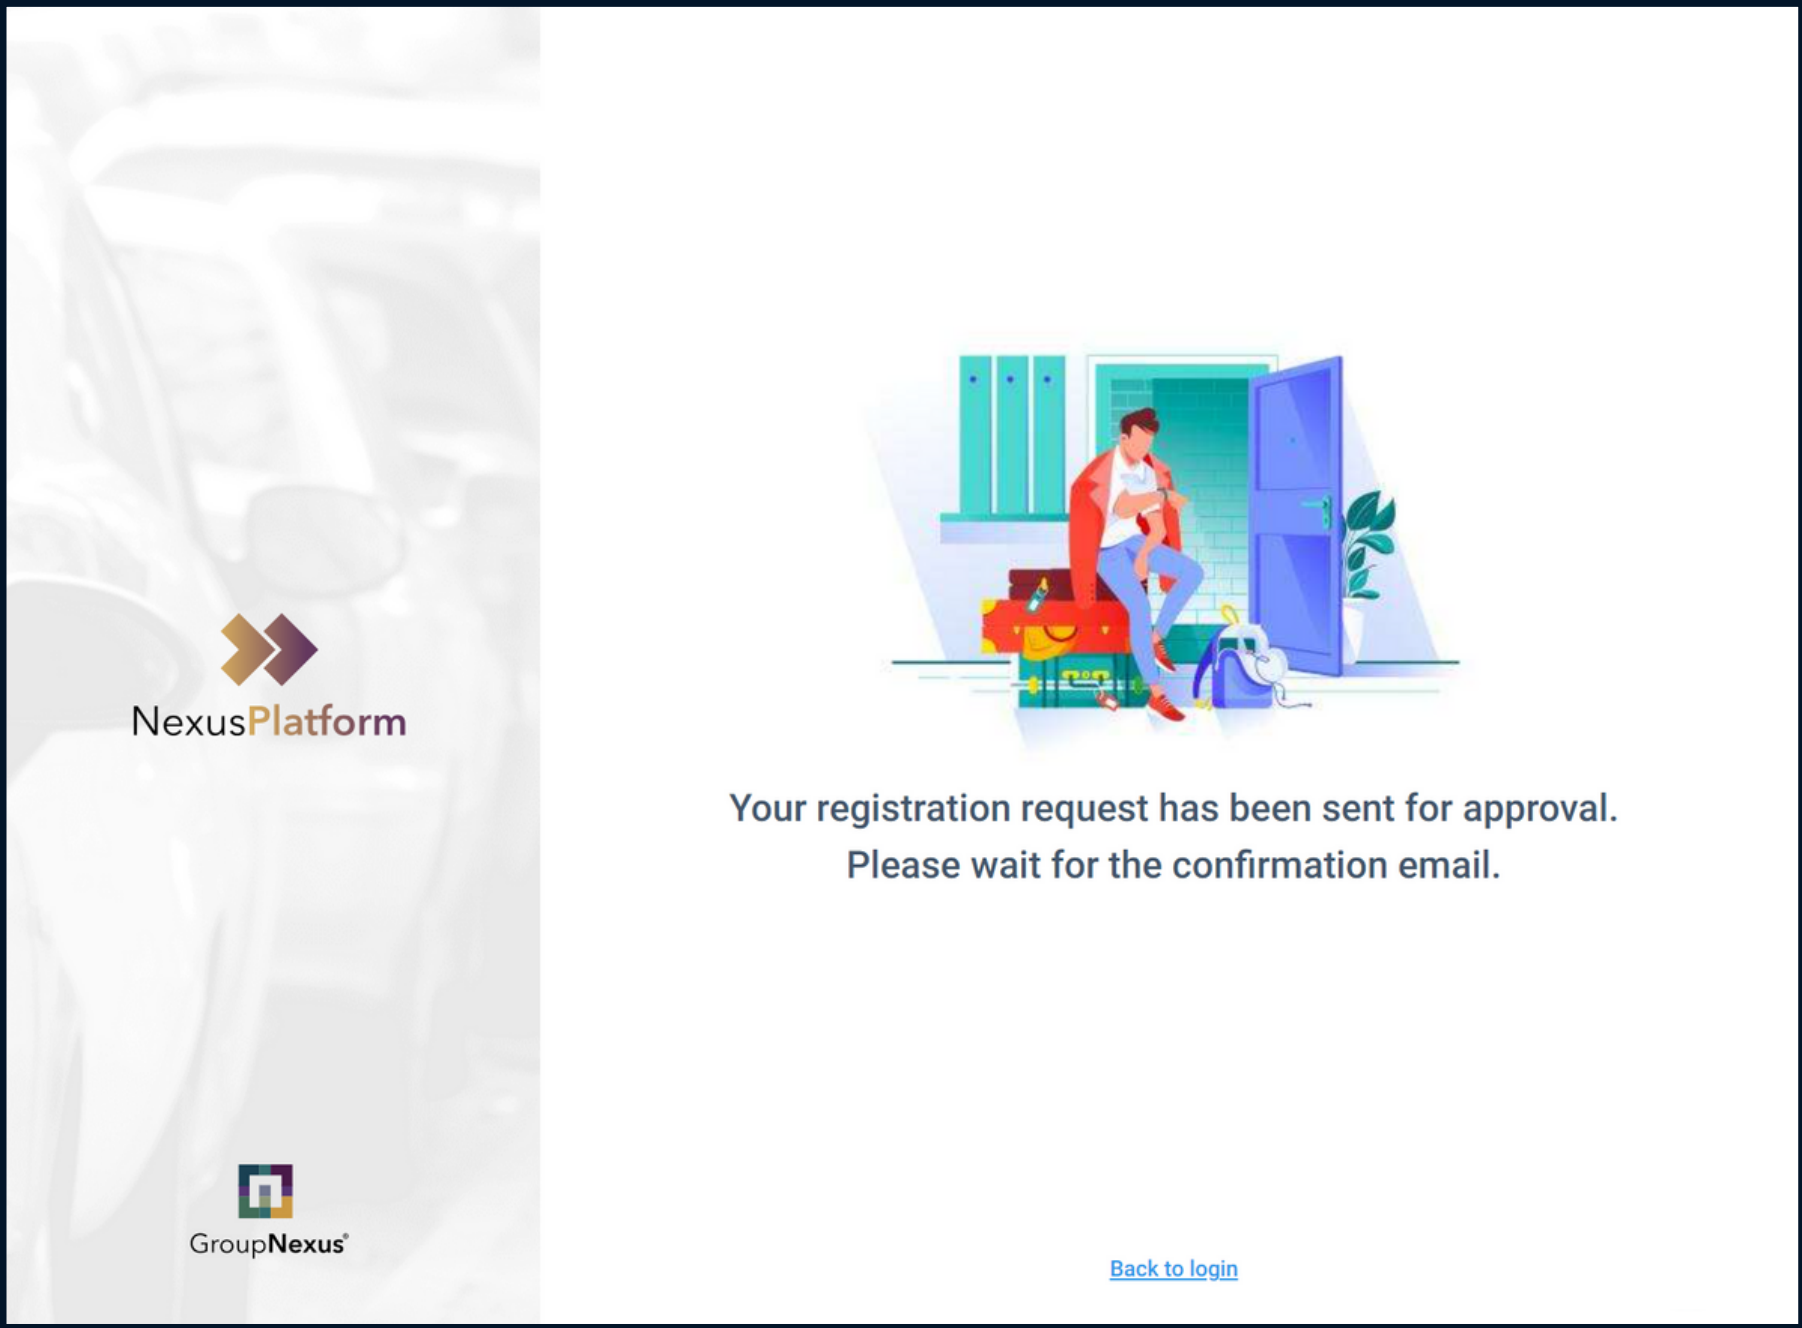 NexusPlatform
GroupNexus®
Your registration request has been sent for approval.
Please wait for the confirmation email.
Back to login